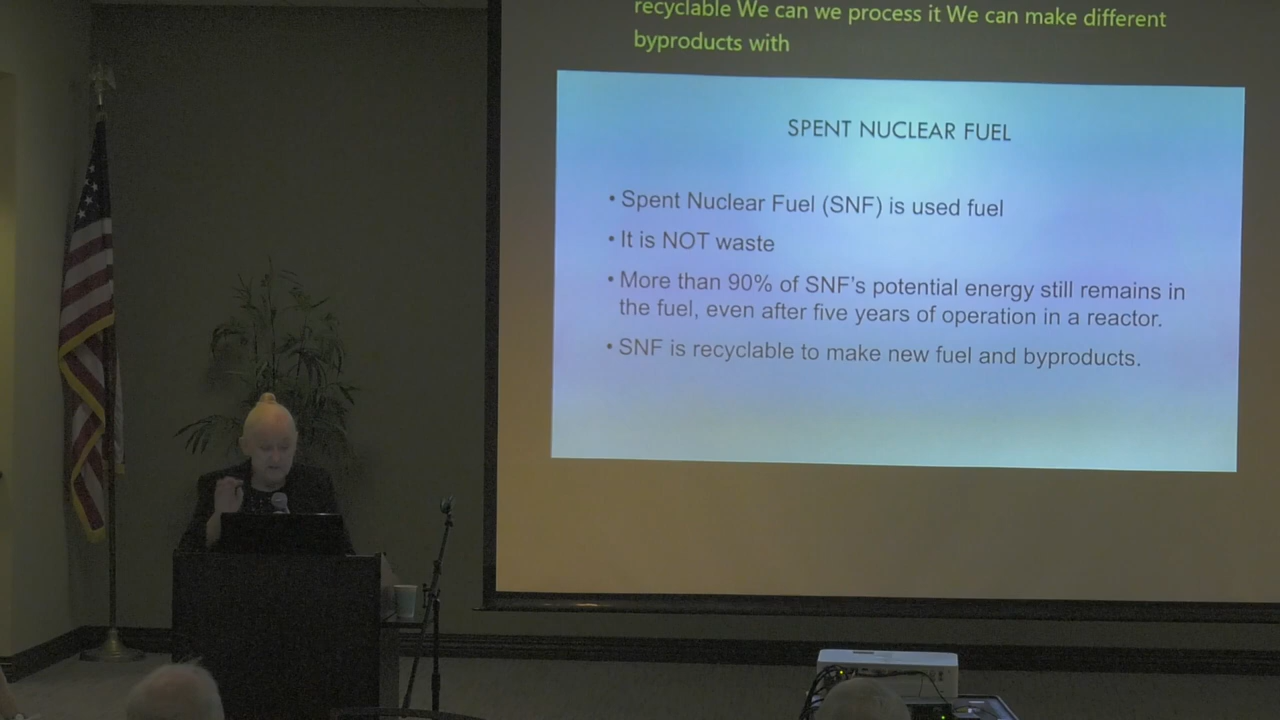 recyclable We can we process it We can make different
byproducts with
SPENT NUCLEAR FUEL
• Spent Nuclear Fuel (SNF) is used fuel
• It is NOT waste
• More than 90% of SNF's potential energy still remains in
the fuel, even after five years of operation in a reactor.
• SNF is recyclable to make new fuel and byproducts.